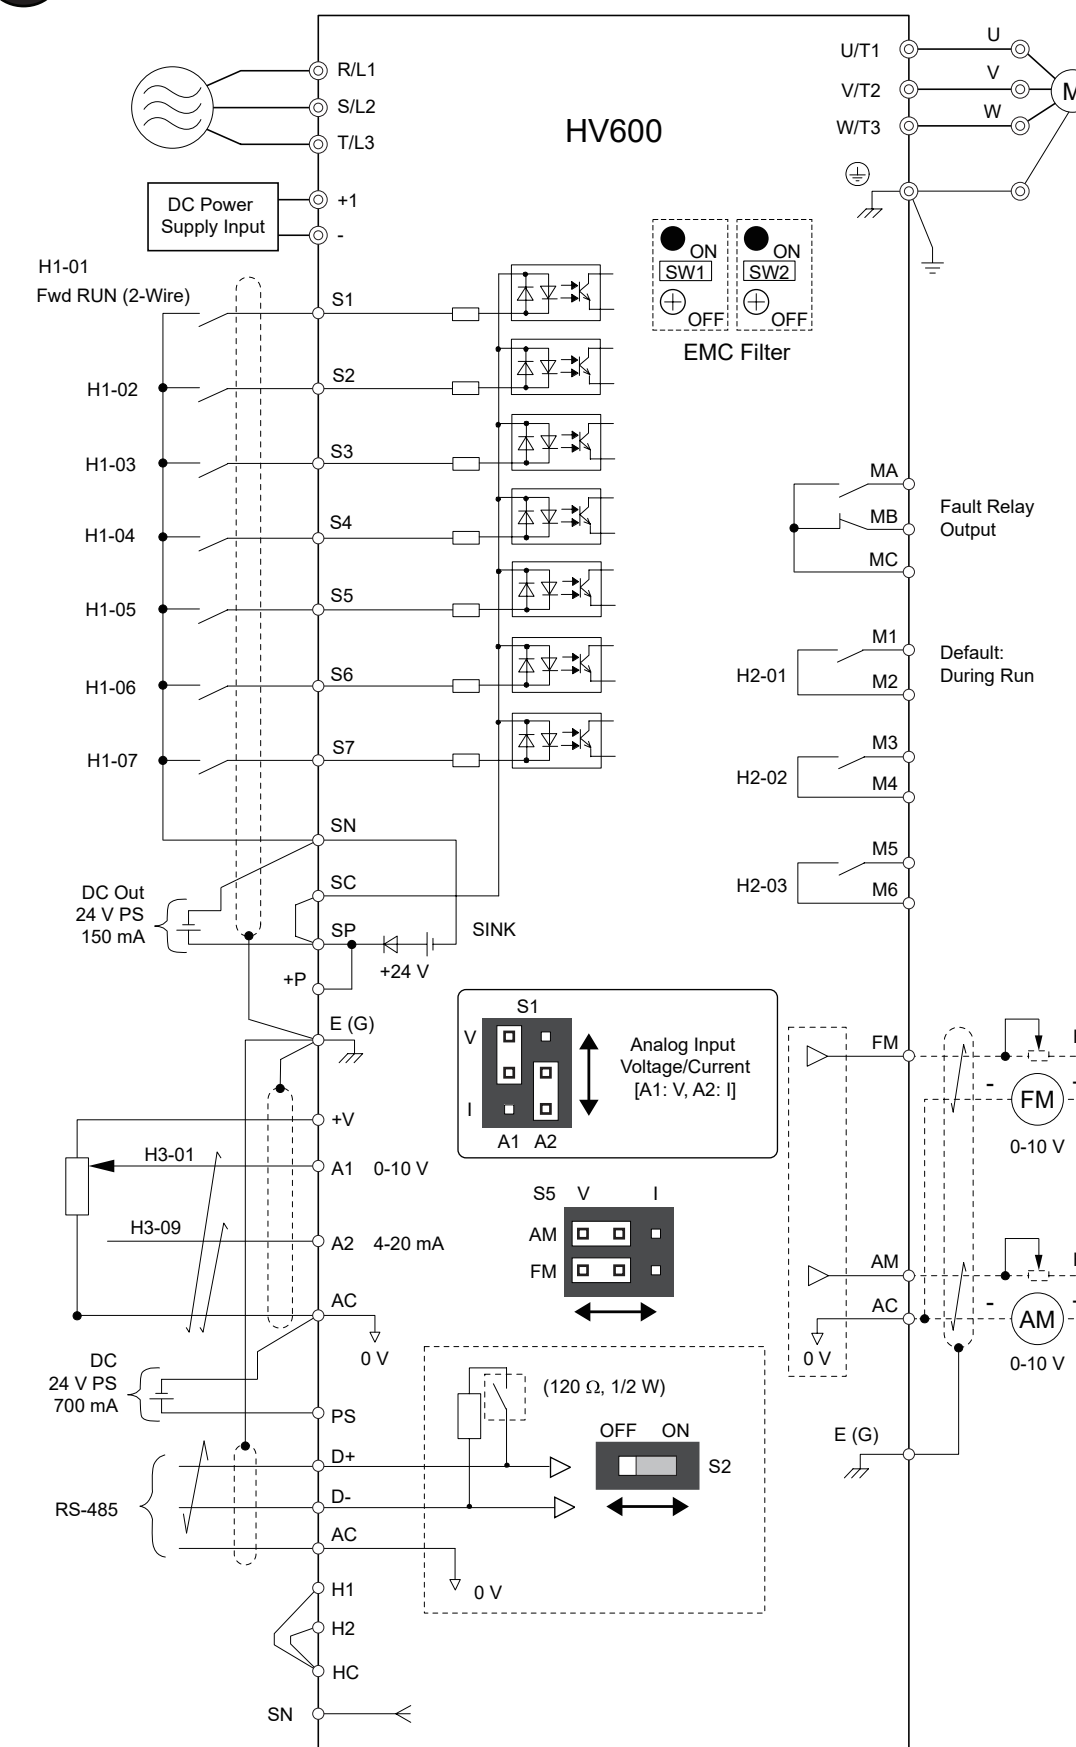 HV600
R/L1
S/L2
T/L3
DC Power
Supply Input
+1
-
U/T1
V/T2
W/T3
U
V
W
M
ON
SW1
OFF
ON
SW2
OFF
EMC Filter
H1-01
Fwd RUN (2-Wire)
S1
H1-02
S2
H1-03
S3
H1-04
S4
H1-05
S5
H1-06
S6
H1-07
S7
SN
SC
DC Out
24 V PS
150 mA
SP
SINK
+24 V
+P
E (G)
MA
MB
MC
Fault Relay
Output
M1
M2
H2-01
Default:
During Run
M3
M4
H2-02
M5
M6
H2-03
S1
V
I
A1 A2
Analog Input
Voltage/Current
[A1: V, A2: I]
+V
H3-01
A1 0-10 V
H3-09
A2 4-20 mA
AC
0 V
S5 V I
AM
FM
FM
-
FM
0-10 V
AM
AC
0 V
-
AM
0-10 V
E (G)
DC
24 V PS
700 mA
PS
(120 Ω, 1/2 W)
OFF ON
S2
D+
RS-485
D-
AC
0 V
H1
H2
HC
SN